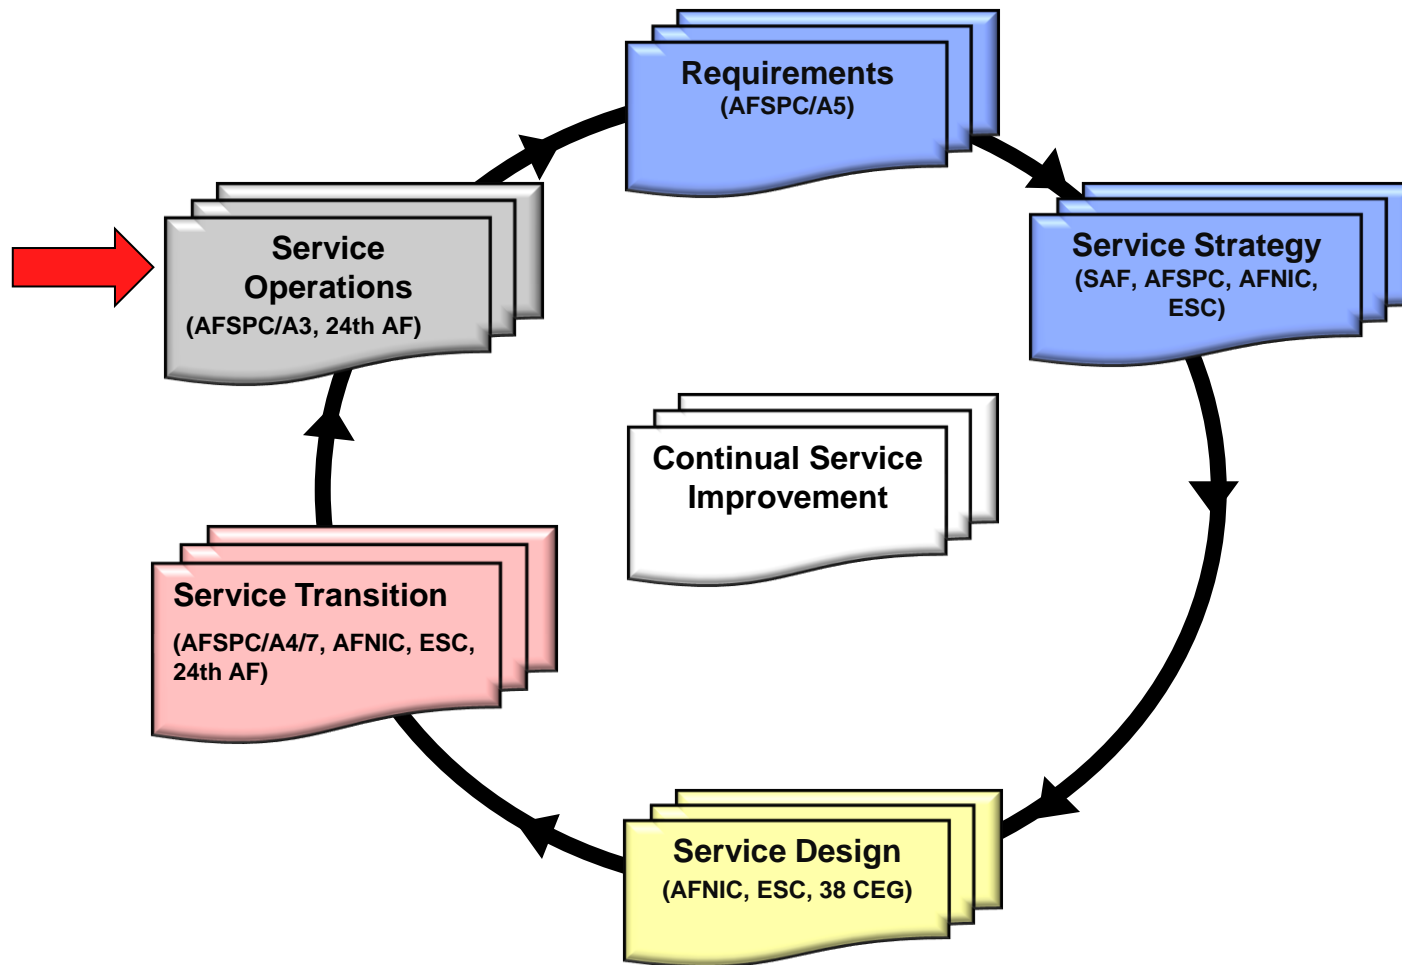 Requirements
(AFSPC/A5)
Service Strategy
(SAF, AFSPC, AFNIC,
ESC)
Service
Operations
(AFSPC/A3, 24th AF)
Continual Service
Improvement
Service Transition
(AFSPC/A4/7, AFNIC, ESC,
24th AF)
Service Design
(AFNIC, ESC, 38 CEG)